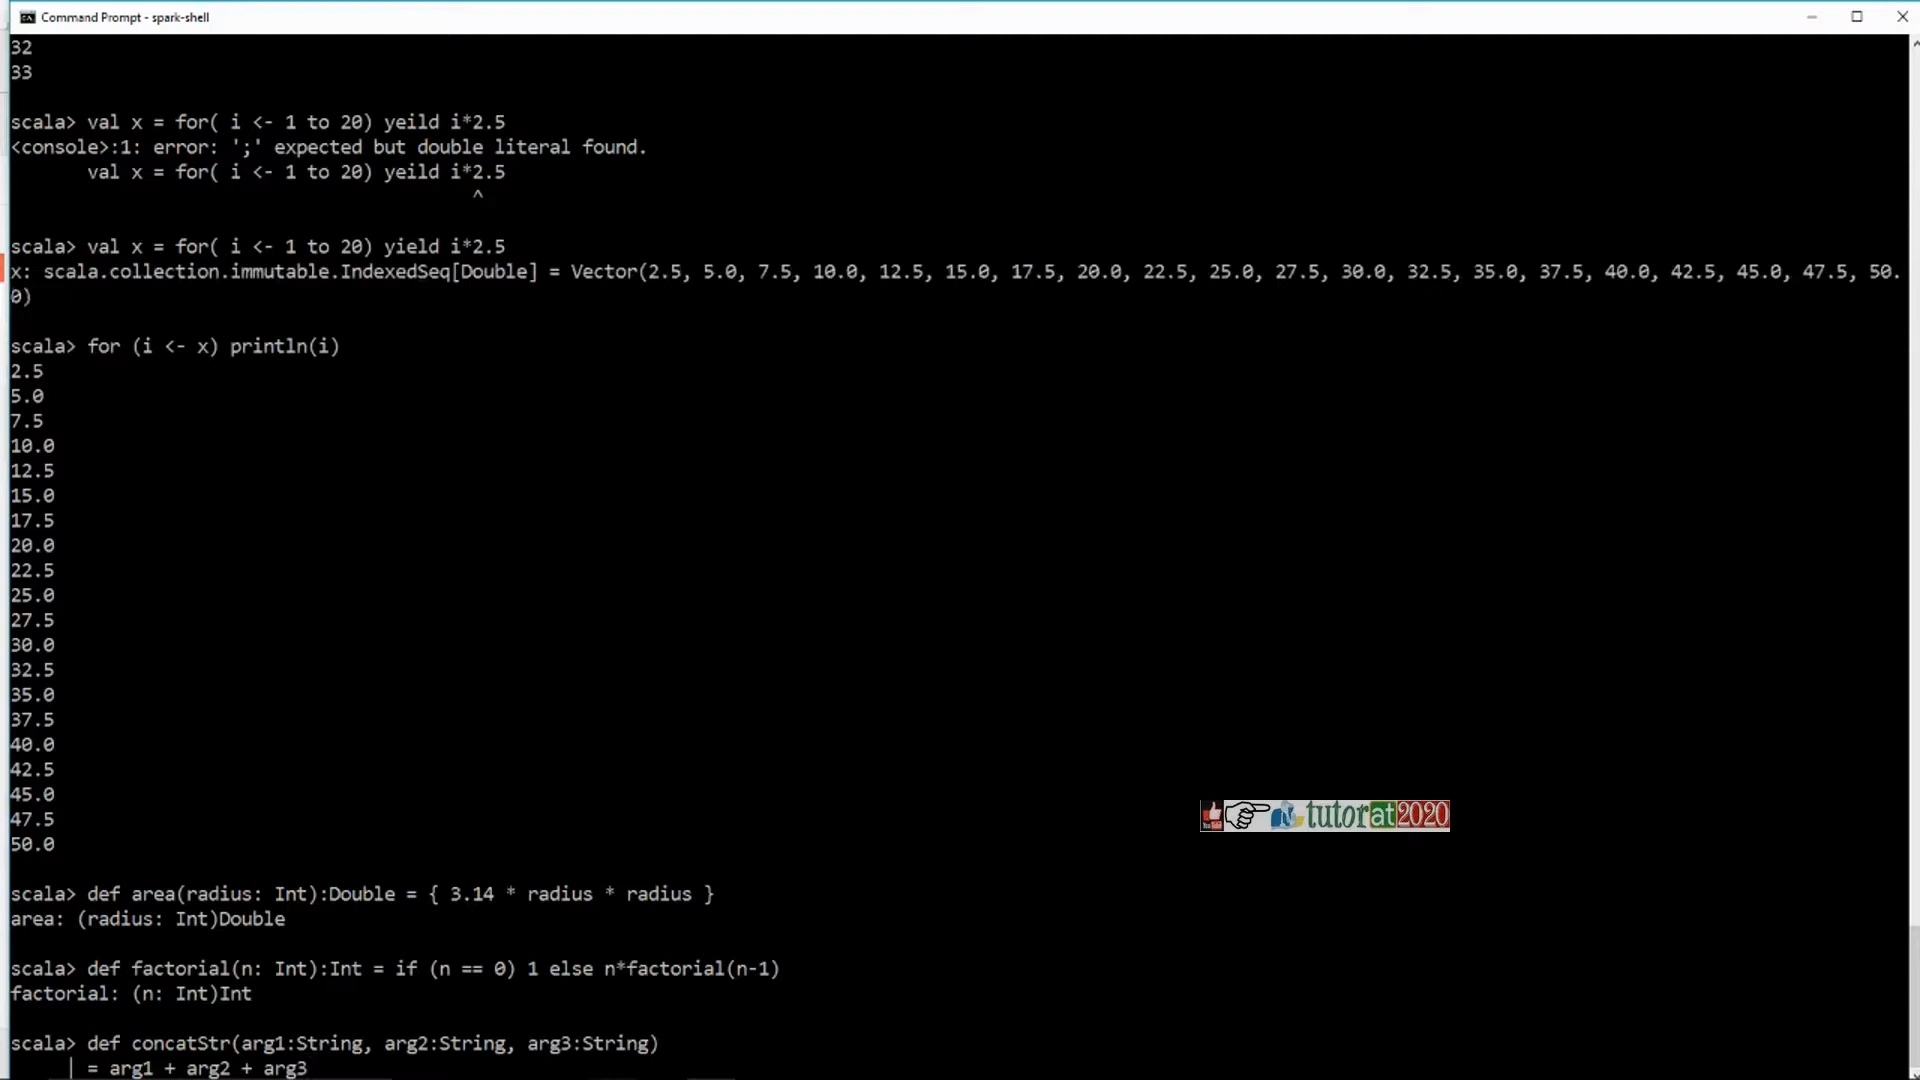 Command Prompt - spark-shell
32
33
scala> val x = for( i <- 1 to 20) yeild i*2.5
<console>:1: error: ';' expected but double literal found.
       val x = for( i <- 1 to 20) yeild i*2.5
                                          ^
scala> val x = for( i <- 1 to 20) yield i*2.5
x: scala.collection.immutable.IndexedSeq[Double] = Vector(2.5, 5.0, 7.5, 10.0, 12.5, 15.0, 17.5, 20.0, 22.5, 25.0, 27.5, 30.0, 32.5, 35.0, 37.5, 40.0, 42.5, 45.0, 47.5, 50.
0)
scala> for (i <- x) println(i)
2.5
5.0
7.5
10.0
12.5
15.0
17.5
20.0
22.5
25.0
27.5
30.0
32.5
35.0
37.5
40.0
42.5
45.0
47.5
50.0
tutorat2020
scala> def area(radius: Int):Double = { 3.14 * radius * radius }
area: (radius: Int)Double
scala> def factorial(n: Int):Int = if (n == 0) 1 else n*factorial(n-1)
factorial: (n: Int)Int
scala> def concatStr(arg1:String, arg2:String, arg3:String)
     | = arg1 + arg2 + arg3